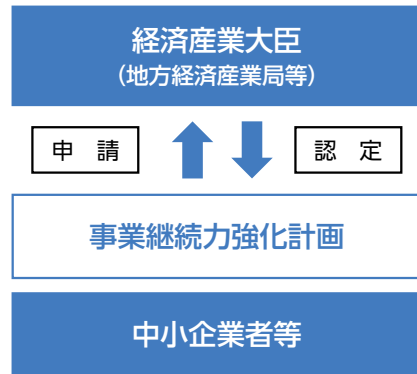 経済産業大臣
（地方経済産業局等）
申　請
認　定
事業継続力強化計画
中小企業者等